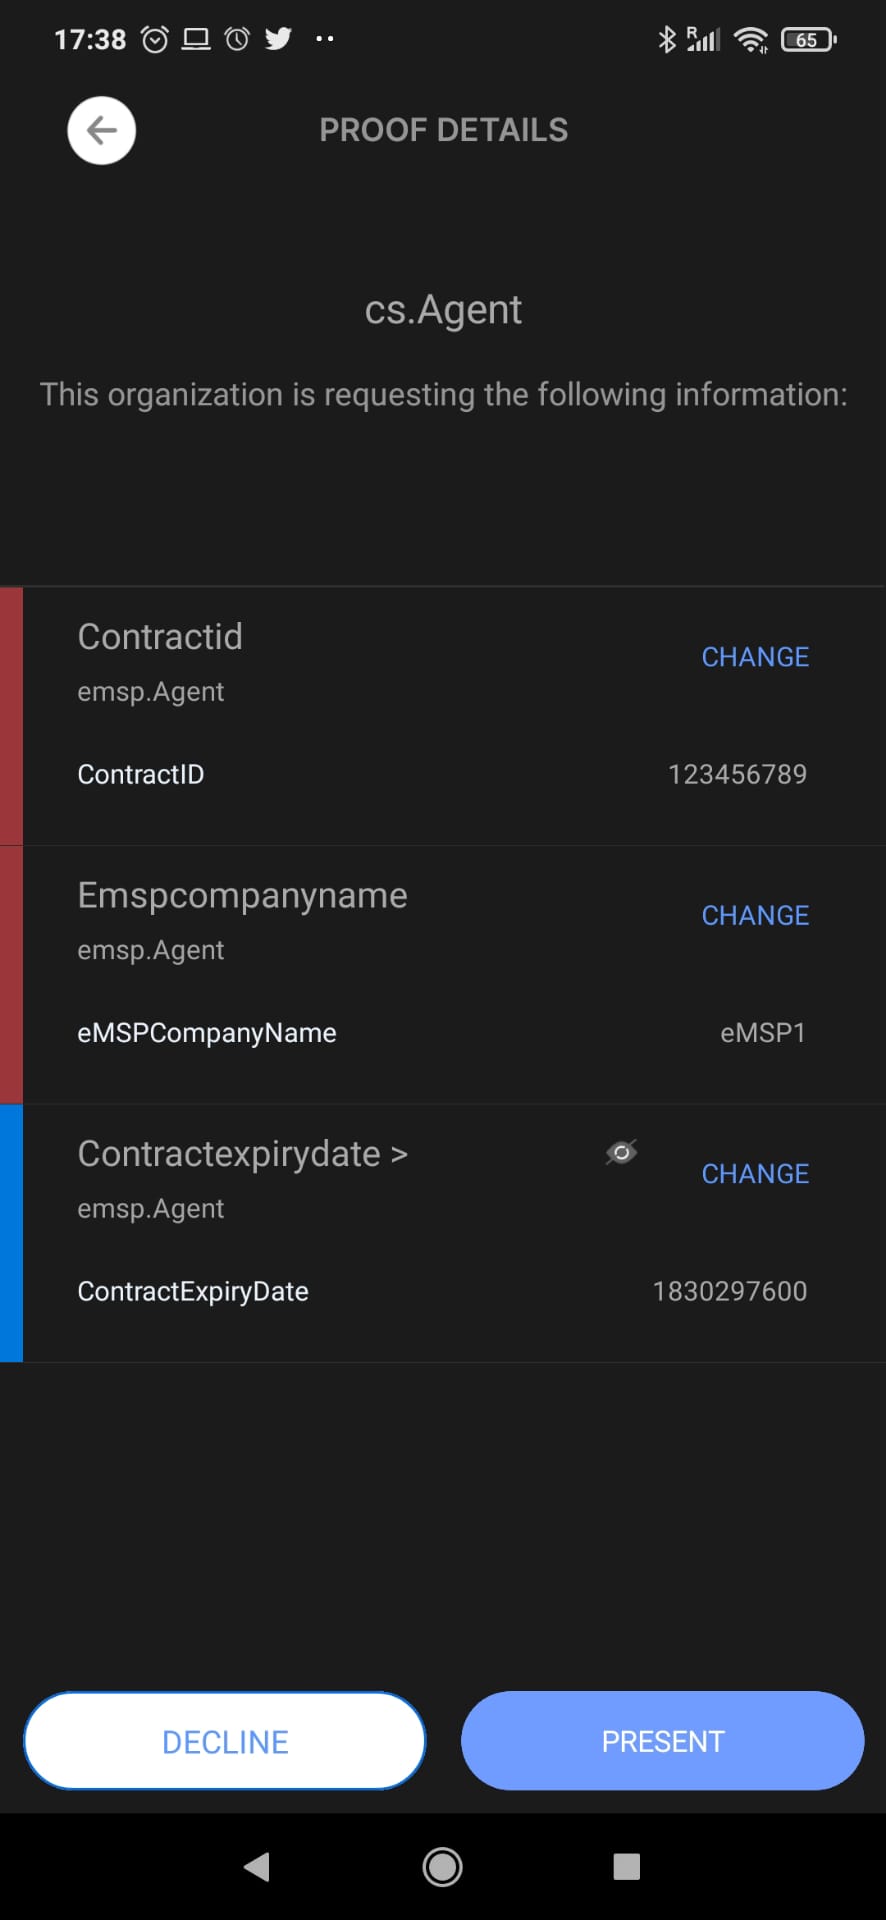 17:38
R
65
PROOF DETAILS
cs.Agent
This organization is requesting the following information:
Contractid
CHANGE
emsp.Agent
ContractID
123456789
Emspcompanyname
CHANGE
emsp.Agent
eMSPCompanyName
eMSP1
Contractexpirydate >
CHANGE
emsp.Agent
ContractExpiryDate
1830297600
DECLINE
PRESENT